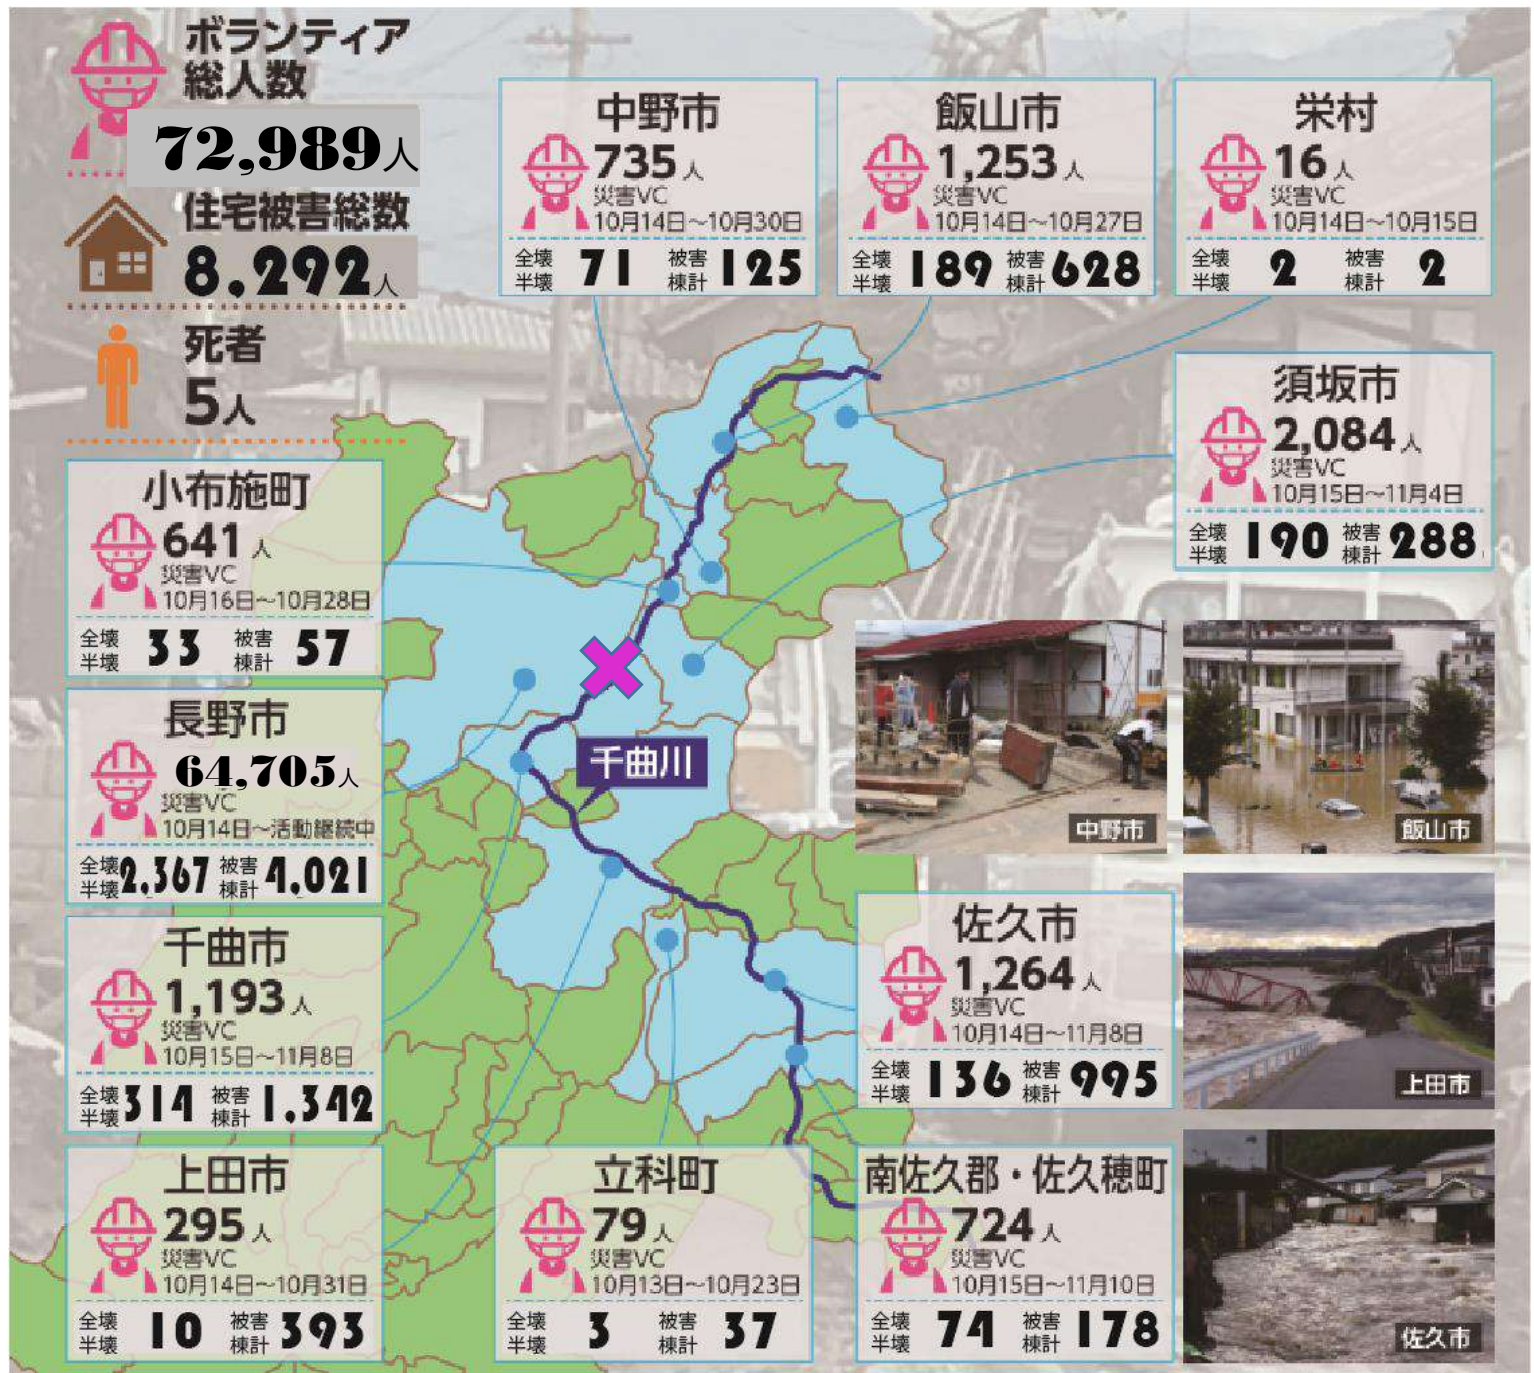 ボランティア
総人数
72,989人
住宅被害総数
8,292人
死者
5人
中野市
735人
災害VC
10月14日～10月30日
全壊
半壊 71 被害
棟計 125
飯山市
1,253人
災害VC
10月14日～10月27日
全壊
半壊 189 被害
棟計 628
栄村
16人
災害VC
10月14日～10月15日
全壊
半壊 2 被害
棟計 2
須坂市
2,084人
災害VC
10月15日～11月4日
全壊
半壊 190 被害
棟計 288
小布施町
641人
災害VC
10月16日～10月28日
全壊
半壊 33 被害
棟計 57
長野市
64,705人
災害VC
10月14日～活動継続中
全壊
半壊 2,367 被害
棟計 4,021
千曲市
1,193人
災害VC
10月15日～11月8日
全壊
半壊 314 被害
棟計 1,342
上田市
295人
災害VC
10月14日～10月31日
全壊
半壊 10 被害
棟計 393
立科町
79人
災害VC
10月13日～10月23日
全壊
半壊 3 被害
棟計 37
佐久市
1,264人
災害VC
10月14日～11月8日
全壊
半壊 136 被害
棟計 995
南佐久郡・佐久穂町
724人
災害VC
10月15日～11月10日
全壊
半壊 74 被害
棟計 178
千曲川
中野市
飯山市
上田市
佐久市